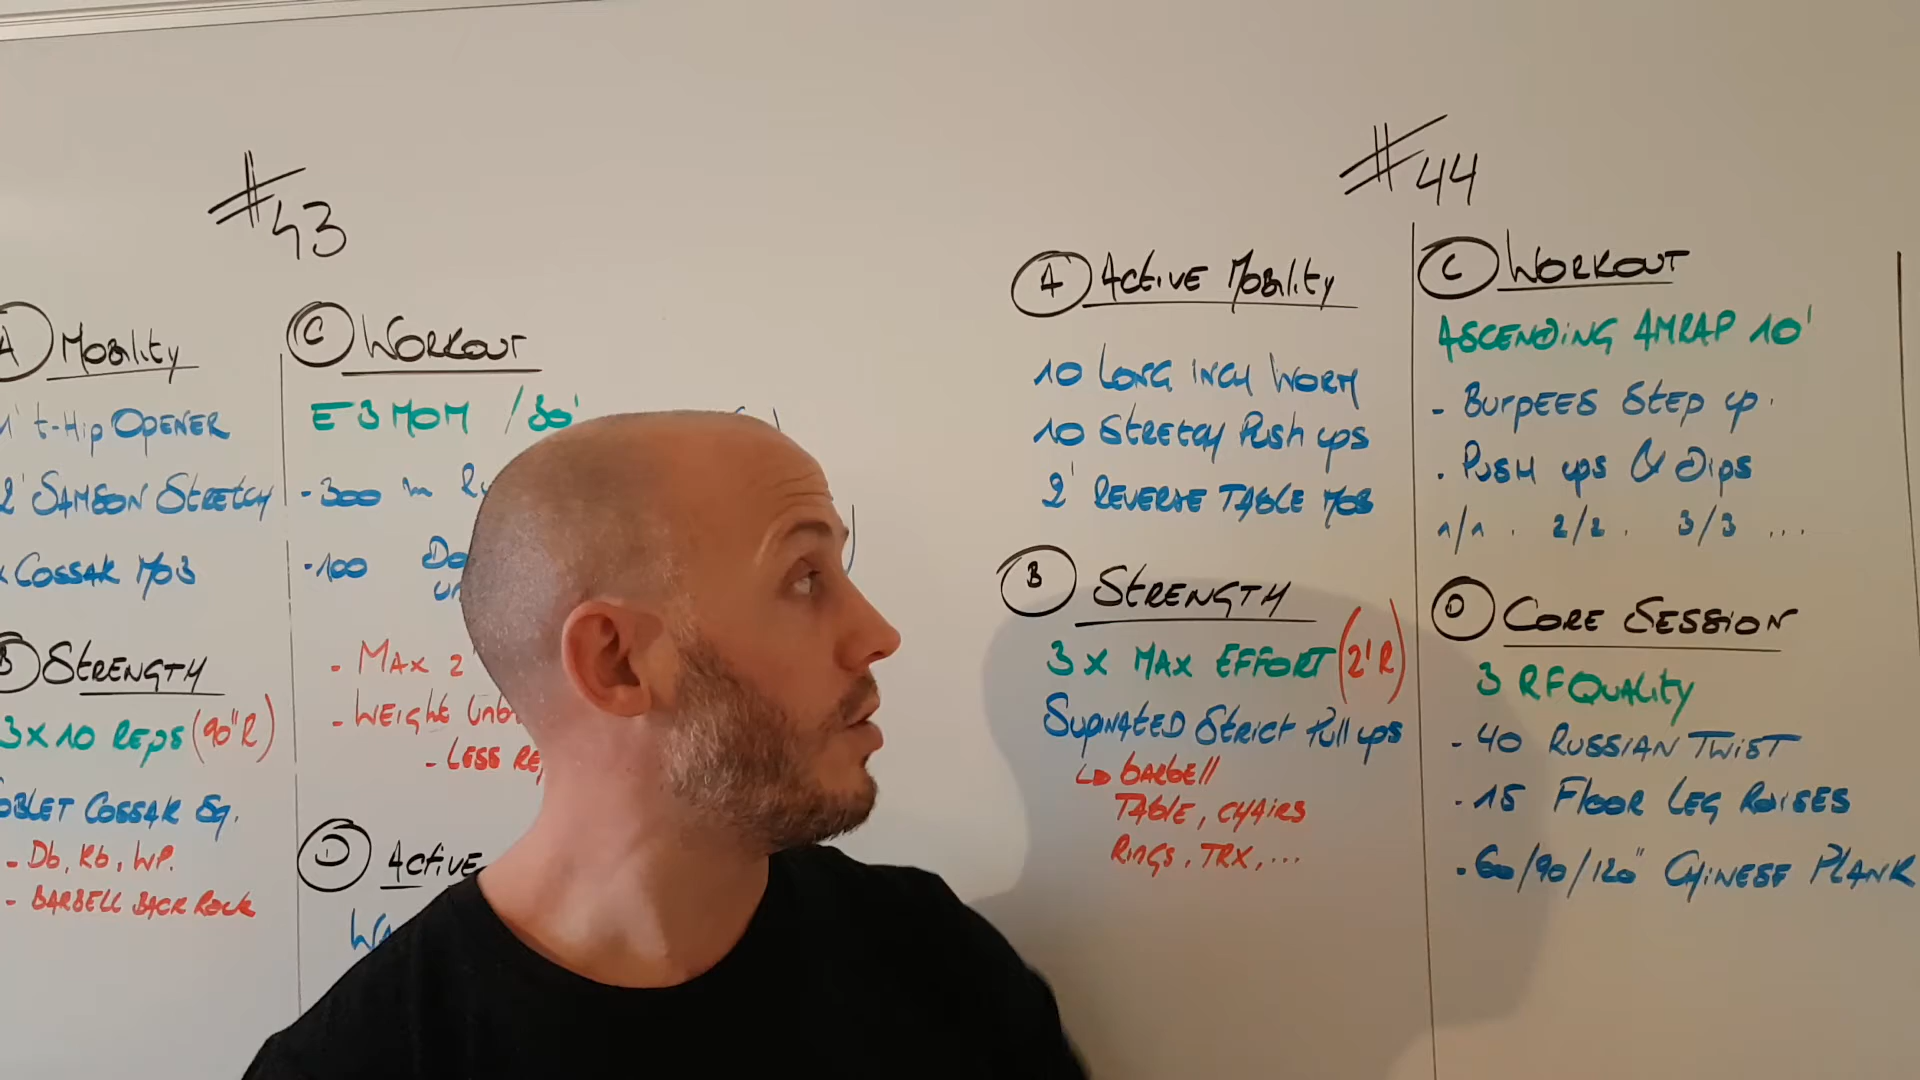 #43
A Mobility
1' t-Hip OPENER
2' SAMSON STRETCH
COSSAK MOB
B STRENGTH
3 x 10 REPS (90" R)
OBLET COSSAK Sq.
- Db, Kb, WP.
- BARBELL BACK RACK
C WORKOUT
E 3 MOM / 30'
- 300 m
- 100
- MAX 2
- WEIGHT
- LESS
D Active
#44
A Active Mobility
10 LONG INCH WORM
10 STRETCH PUSH UPS
2' REVERSE TABLE MOB
B STRENGTH
3 x MAX EFFORT (2' R)
SUPINATED STRICT PULL UPS
↳ BARBELL
TABLE, CHAIRS
RINGS, TRX, ...
C WORKOUT
ASCENDING AMRAP 10'
- BURPEES STEP UP.
. PUSH UPS & DIPS
1/1 . 2/2 . 3/3 ...
D CORE SESSION
3 RF QUALITY
- 40 RUSSIAN TWIST
- 15 FLOOR LEG RAISES
- 60/90/120" CHINESE PLANK